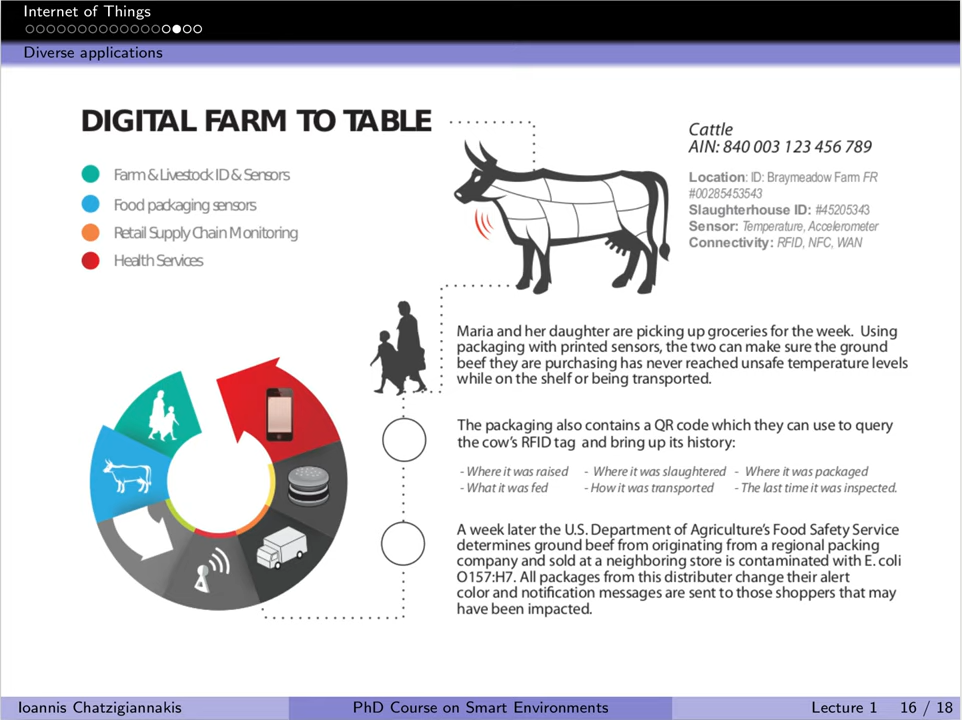 Internet of Things
Diverse applications
DIGITAL FARM TO TABLE
Farm & Livestock ID & Sensors
Food packaging sensors
Retail Supply Chain Monitoring
Health Services
Cattle
AIN: 840 003 123 456 789
Location: ID: Braymeadow Farm FR
#00285453543
Slaughterhouse ID: #45205343
Sensor: Temperature, Accelerometer
Connectivity: RFID, NFC, WAN
Maria and her daughter are picking up groceries for the week. Using
packaging with printed sensors, the two can make sure the ground
beef they are purchasing has never reached unsafe temperature levels
while on the shelf or being transported.
The packaging also contains a QR code which they can use to query
the cow's RFID tag and bring up its history:
- Where it was raised - Where it was slaughtered - Where it was packaged
- What it was fed - How it was transported - The last time it was inspected.
A week later the U.S. Department of Agriculture's Food Safety Service
determines ground beef from originating from a regional packing
company and sold at a neighboring store is contaminated with E. coli
O157:H7. All packages from this distributer change their alert
color and notification messages are sent to those shoppers that may
have been impacted.
Ioannis Chatzigiannakis PhD Course on Smart Environments Lecture 1 16 / 18